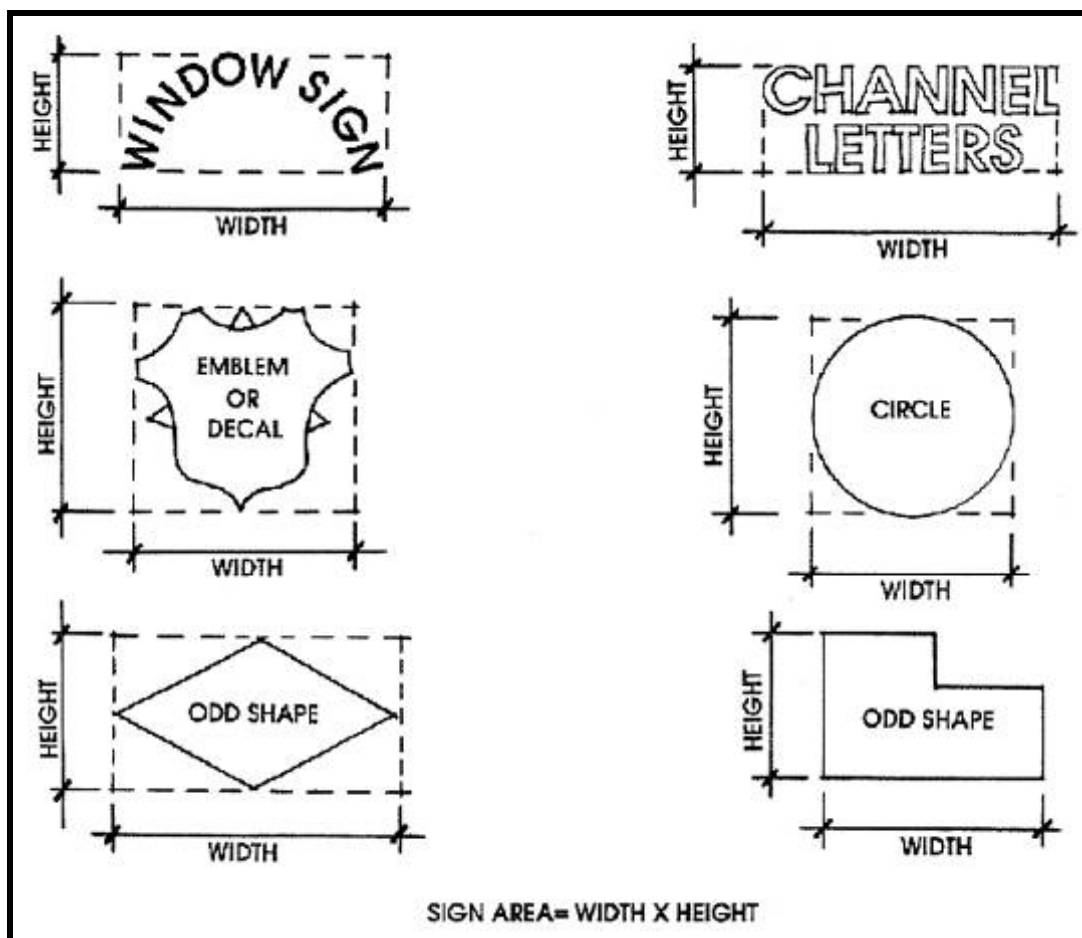 HEIGHT
WINDOW SIGN
WIDTH
HEIGHT
CHANNEL
LETTERS
WIDTH
HEIGHT
EMBLEM
OR
DECAL
WIDTH
HEIGHT
CIRCLE
WIDTH
HEIGHT
ODD SHAPE
WIDTH
HEIGHT
ODD SHAPE
WIDTH
SIGN AREA= WIDTH X HEIGHT